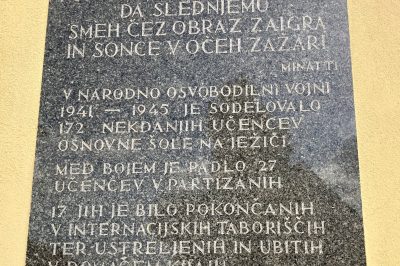 DA SLEDNJEMU
SMEH ČEZ OBRAZ ZAIGRA
IN SONCE V OČEH ZAŽARI
MINATTI
V NARODNO OSVOBODILNI VOJNI
1941 — 1945 JE SODELOVALO
172 NEKDANJIH UČENCEV
OSNOVNE ŠOLE NA JEŽICI
MED BOJEM JE PADLO 27
UČENCEV V PARTIZANIH
17 JIH JE BILO POKONČANIH
V INTERNACIJSKIH TABORIŠČIH
TER USTRELJENIH IN UBITIH